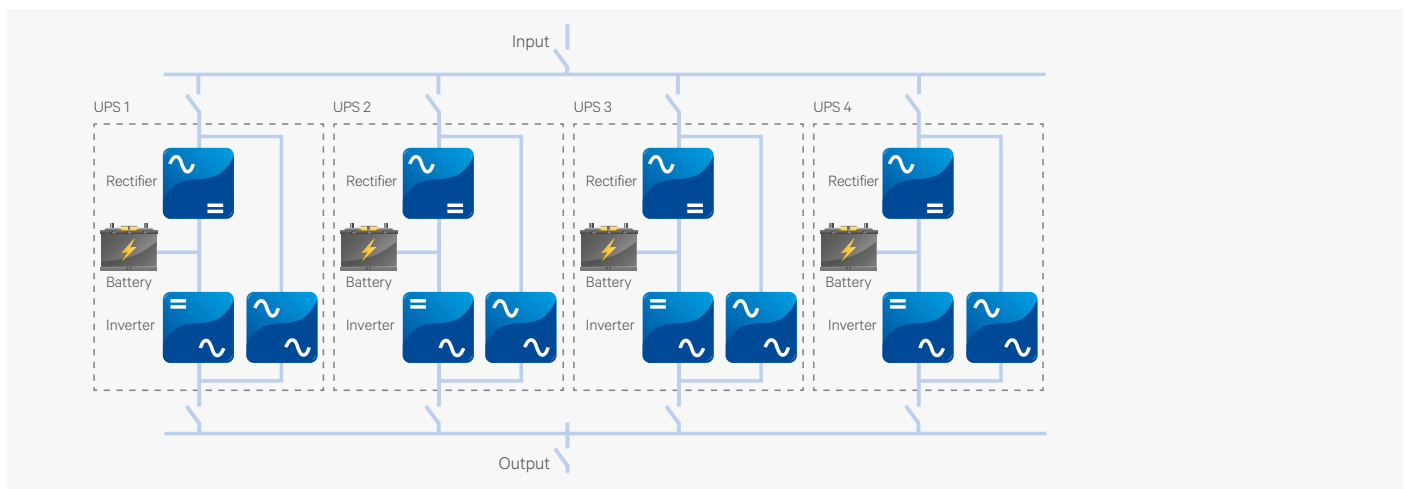 Input
UPS 1
UPS 2
UPS 3
UPS 4
Rectifier
Rectifier
Rectifier
Rectifier
Battery
Battery
Battery
Battery
Inverter
Inverter
Inverter
Inverter
Output